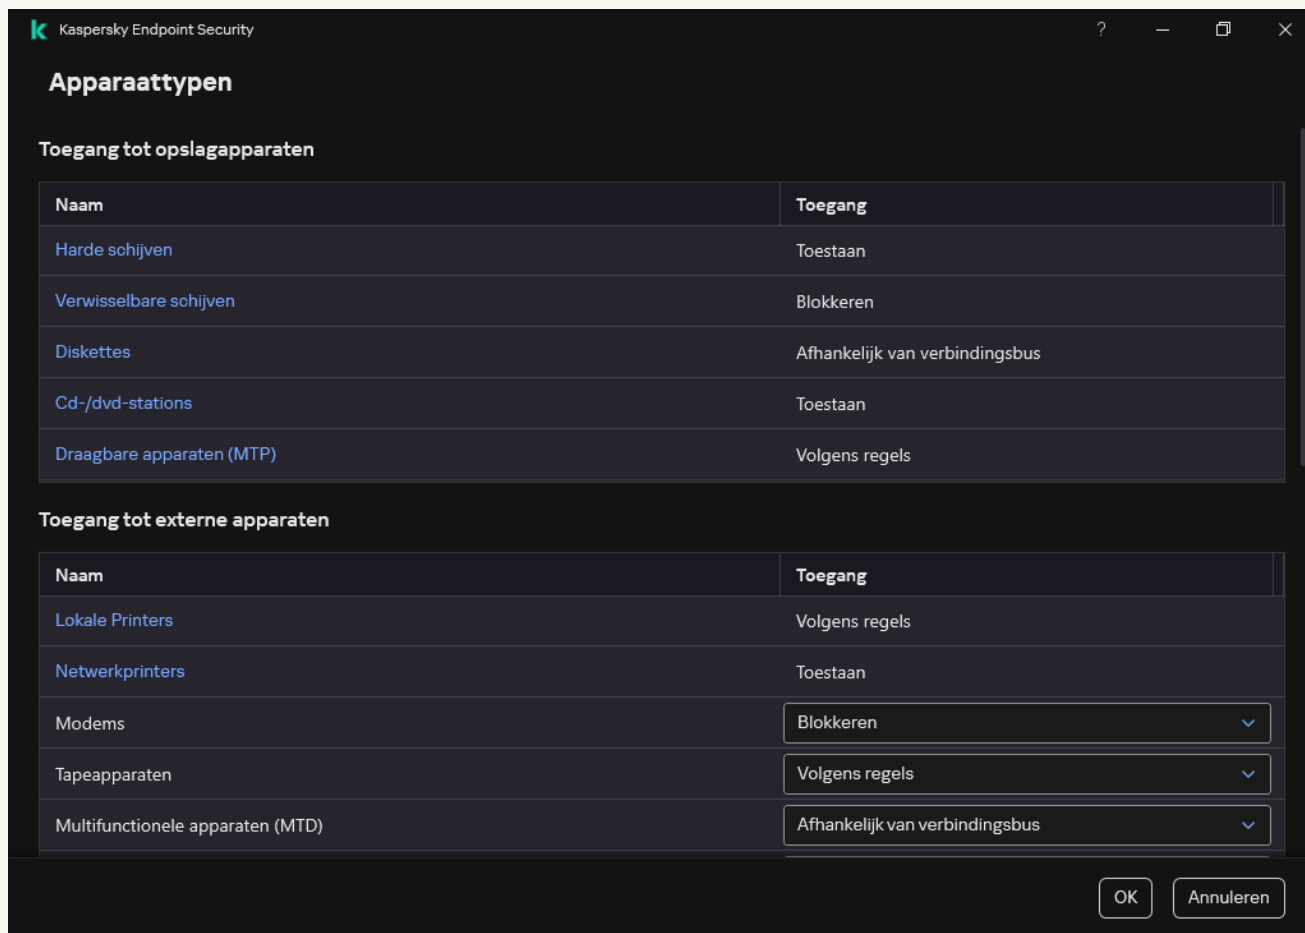 Kaspersky Endpoint Security
Apparaattypen
Toegang tot opslagapparaten
Naam Toegang
Harde schijven Toestaan
Verwisselbare schijven Blokkeren
Diskettes Afhankelijk van verbindingsbus
Cd-/dvd-stations Toestaan
Draagbare apparaten (MTP) Volgens regels
Toegang tot externe apparaten
Naam Toegang
Lokale Printers Volgens regels
Netwerkprinters Toestaan
Modems Blokkeren
Tapeapparaten Volgens regels
Multifunctionele apparaten (MTD) Afhankelijk van verbindingsbus
OK Annuleren